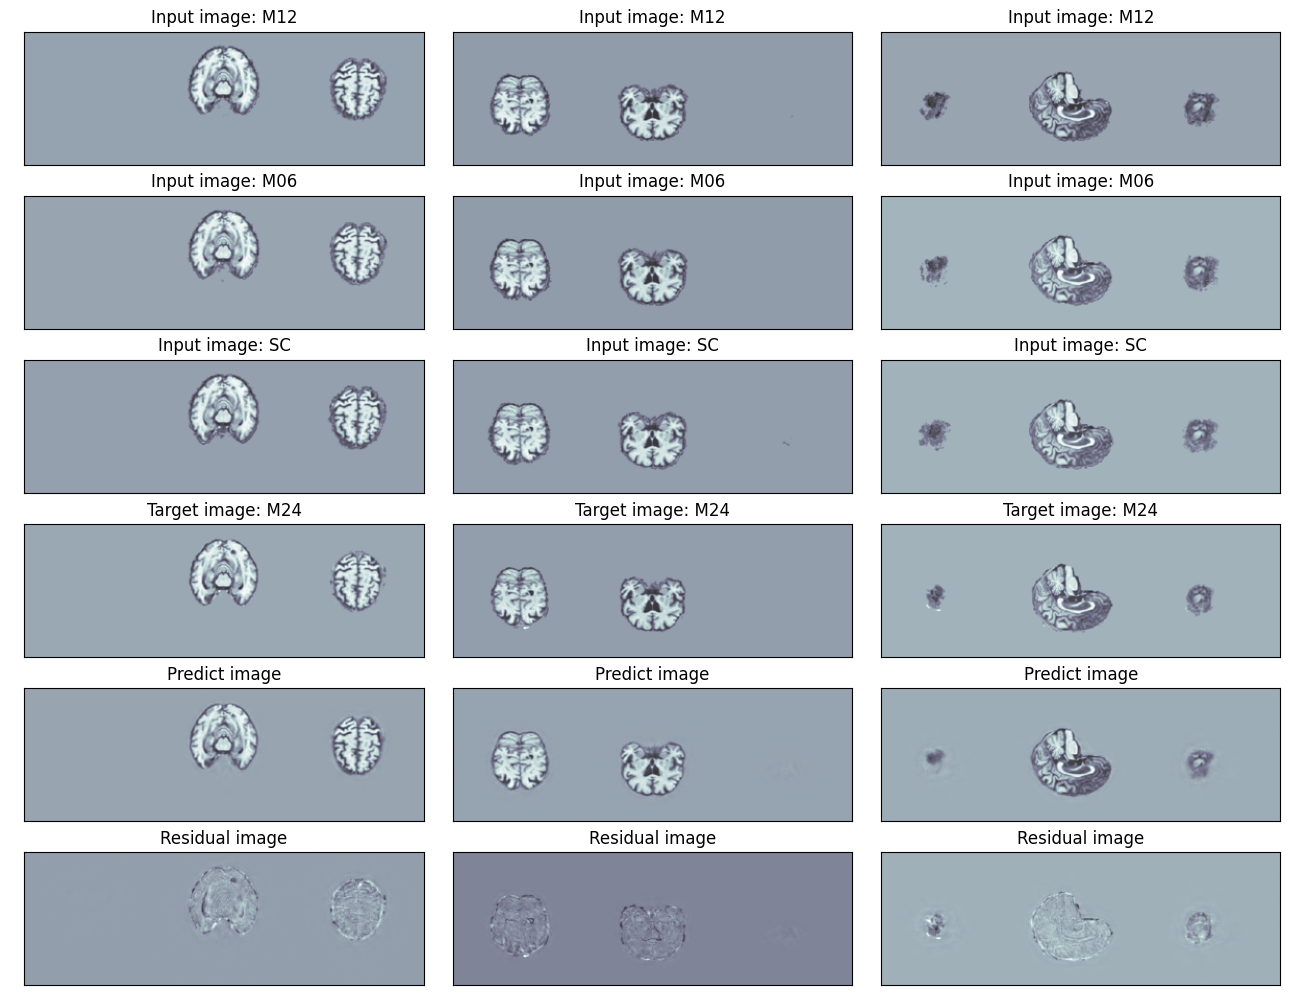 Input image: M12 Input image: M12 Input image: M12
Input image: M06 Input image: M06 Input image: M06
Input image: SC Input image: SC Input image: SC
Target image: M24 Target image: M24 Target image: M24
Predict image Predict image Predict image
Residual image Residual image Residual image